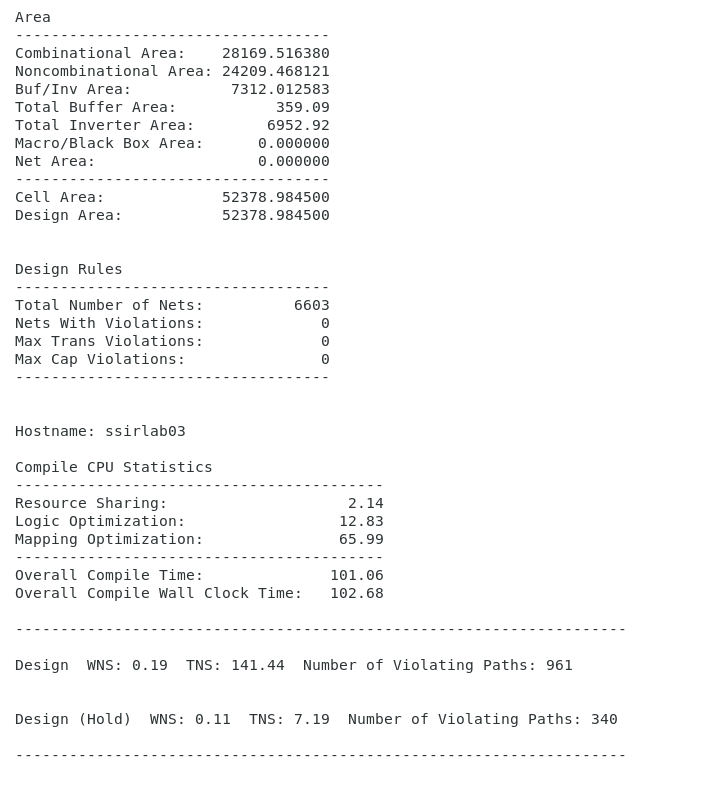 Area
-----------------------------------
Combinational Area:    28169.516380
Noncombinational Area: 24209.468121
Buf/Inv Area:           7312.012583
Total Buffer Area:           359.09
Total Inverter Area:        6952.92
Macro/Black Box Area:      0.000000
Net Area:                  0.000000
-----------------------------------
Cell Area:             52378.984500
Design Area:           52378.984500
Design Rules
-----------------------------------
Total Number of Nets:          6603
Nets With Violations:             0
Max Trans Violations:             0
Max Cap Violations:               0
-----------------------------------
Hostname: ssirlab03
Compile CPU Statistics
-----------------------------------------
Resource Sharing:                    2.14
Logic Optimization:                 12.83
Mapping Optimization:               65.99
-----------------------------------------
Overall Compile Time:              101.06
Overall Compile Wall Clock Time:   102.68
--------------------------------------------------------------------
Design  WNS: 0.19  TNS: 141.44  Number of Violating Paths: 961
Design (Hold)  WNS: 0.11  TNS: 7.19  Number of Violating Paths: 340
--------------------------------------------------------------------